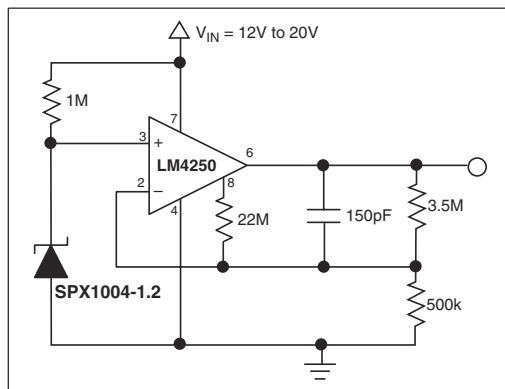 V_IN = 12V to 20V
1M
7
3
+
6
LM4250
2
−
8
4
22M
150pF
3.5M
SPX1004-1.2
500k